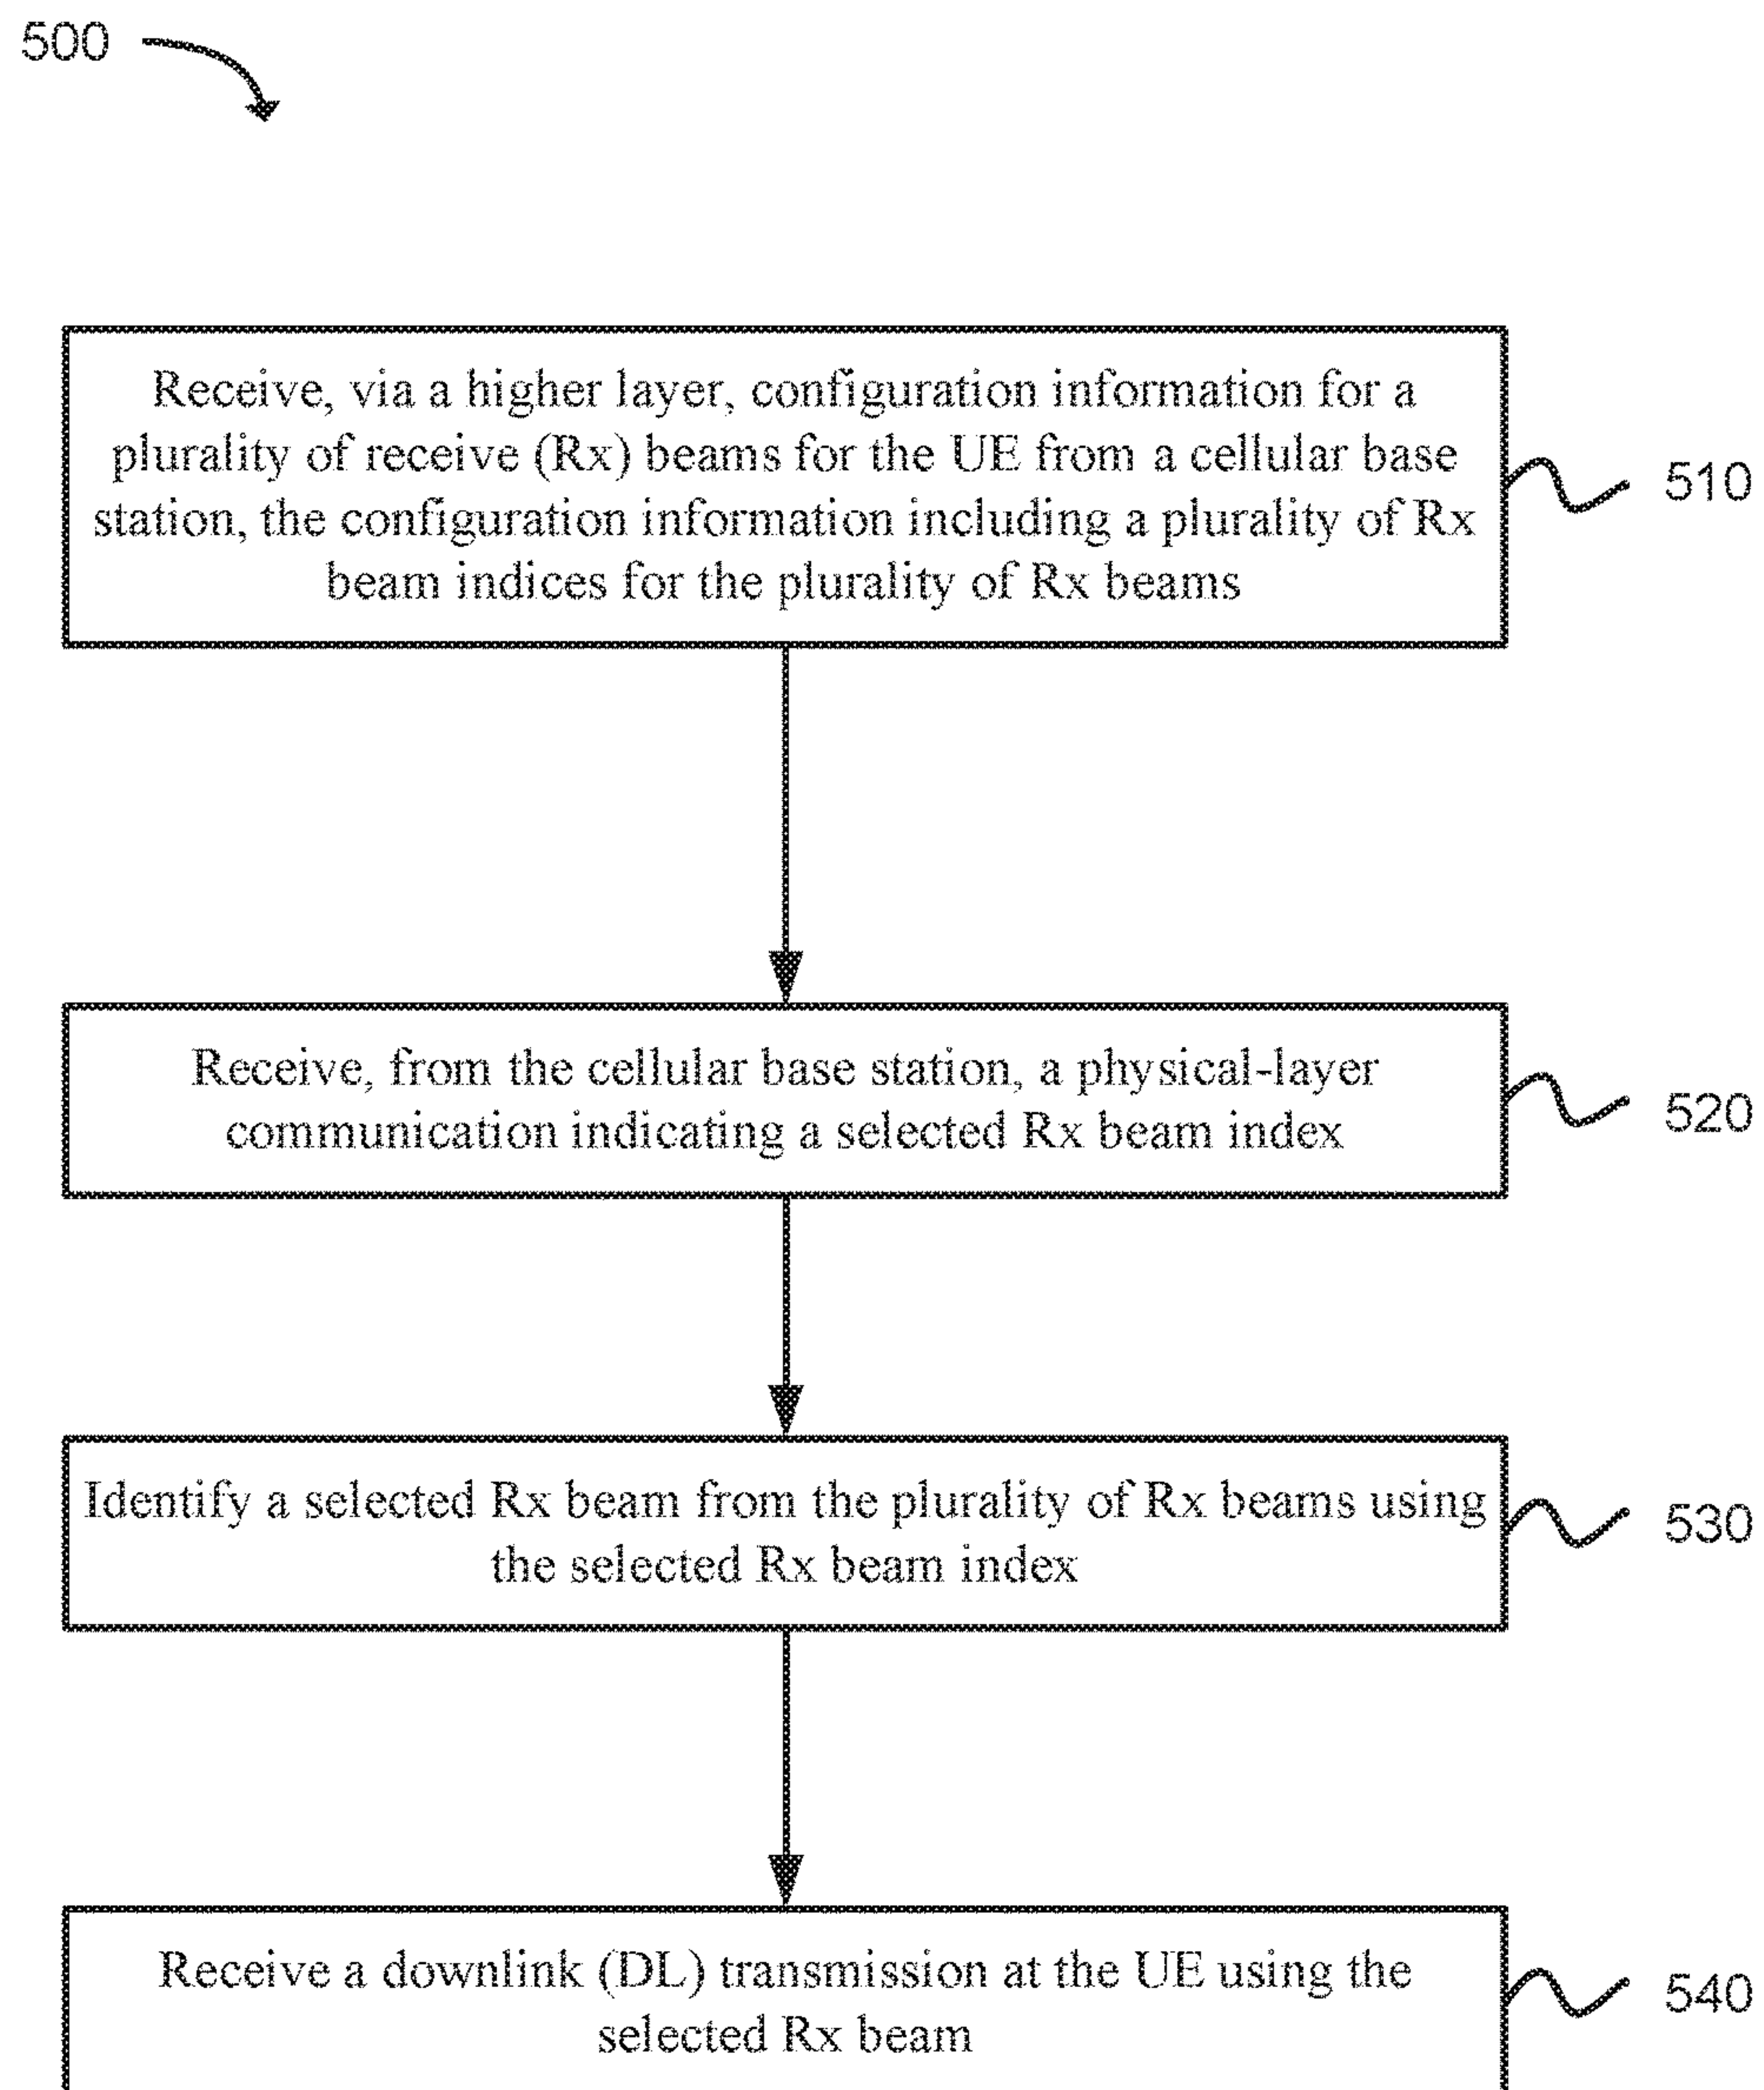 500
Receive, via a higher layer, configuration information for a
plurality of receive (Rx) beams for the UE from a cellular base
station, the configuration information including a plurality of Rx
beam indices for the plurality of Rx beams
510
Receive, from the cellular base station, a physical-layer
communication indicating a selected Rx beam index
520
Identify a selected Rx beam from the plurality of Rx beams using
the selected Rx beam index
530
Receive a downlink (DL) transmission at the UE using the
selected Rx beam
540